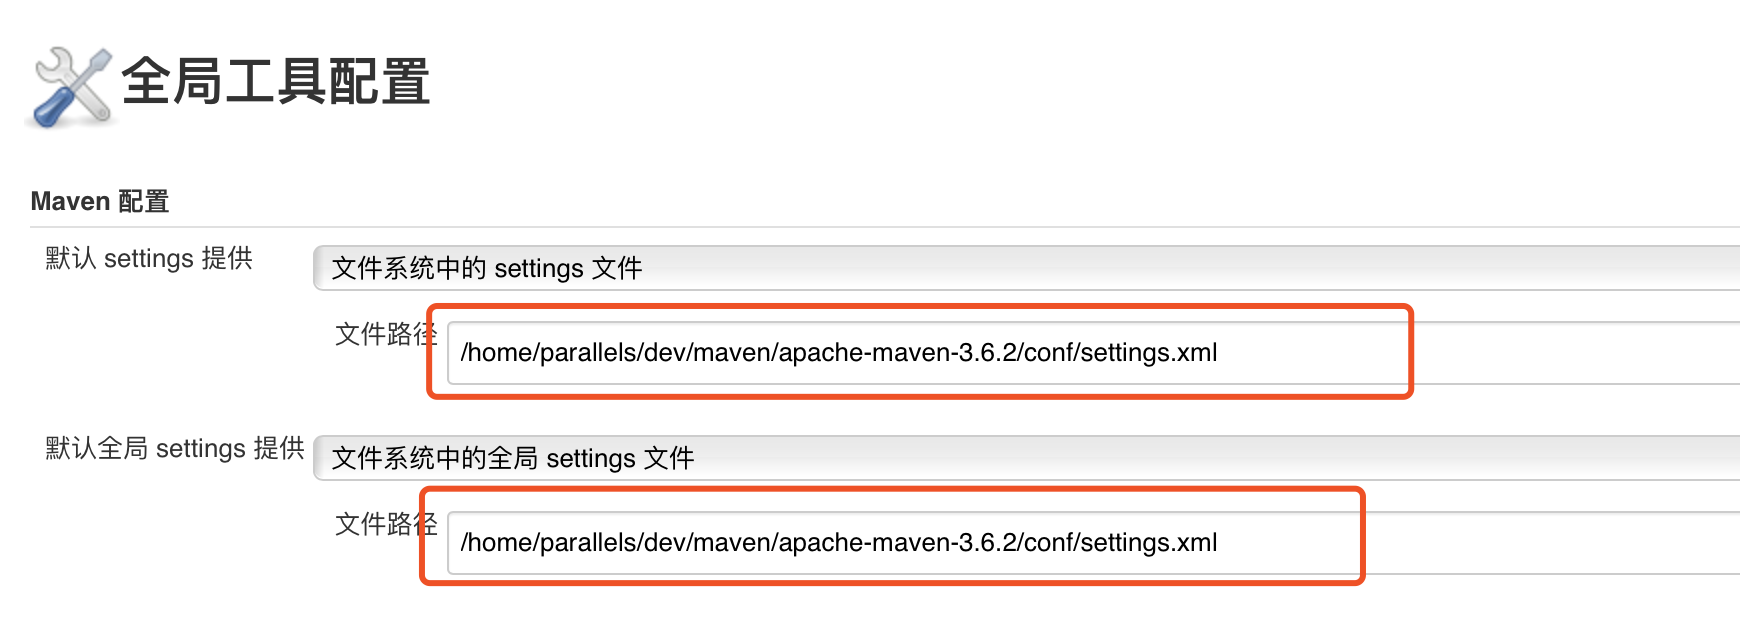 全局工具配置
Maven 配置
默认 settings 提供
文件系统中的 settings 文件
文件路径
/home/parallels/dev/maven/apache-maven-3.6.2/conf/settings.xml
默认全局 settings 提供
文件系统中的全局 settings 文件
文件路径
/home/parallels/dev/maven/apache-maven-3.6.2/conf/settings.xml